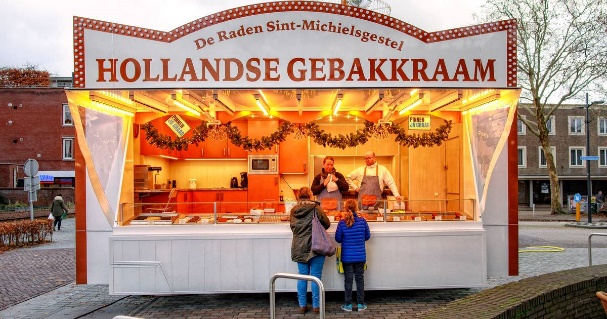 De Raden Sint-Michielsgestel
HOLLANDSE GEBAKKRAAM